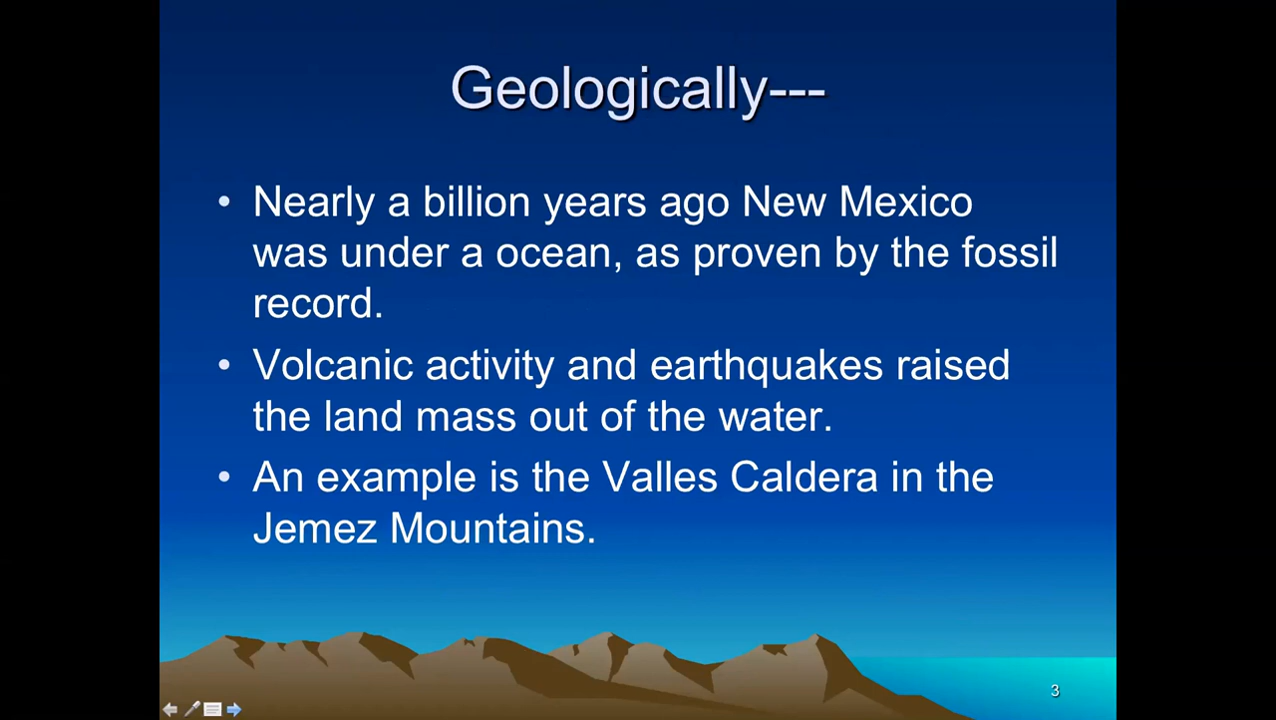 Geologically---
• Nearly a billion years ago New Mexico
was under a ocean, as proven by the fossil
record.
• Volcanic activity and earthquakes raised
the land mass out of the water.
• An example is the Valles Caldera in the
Jemez Mountains.
3